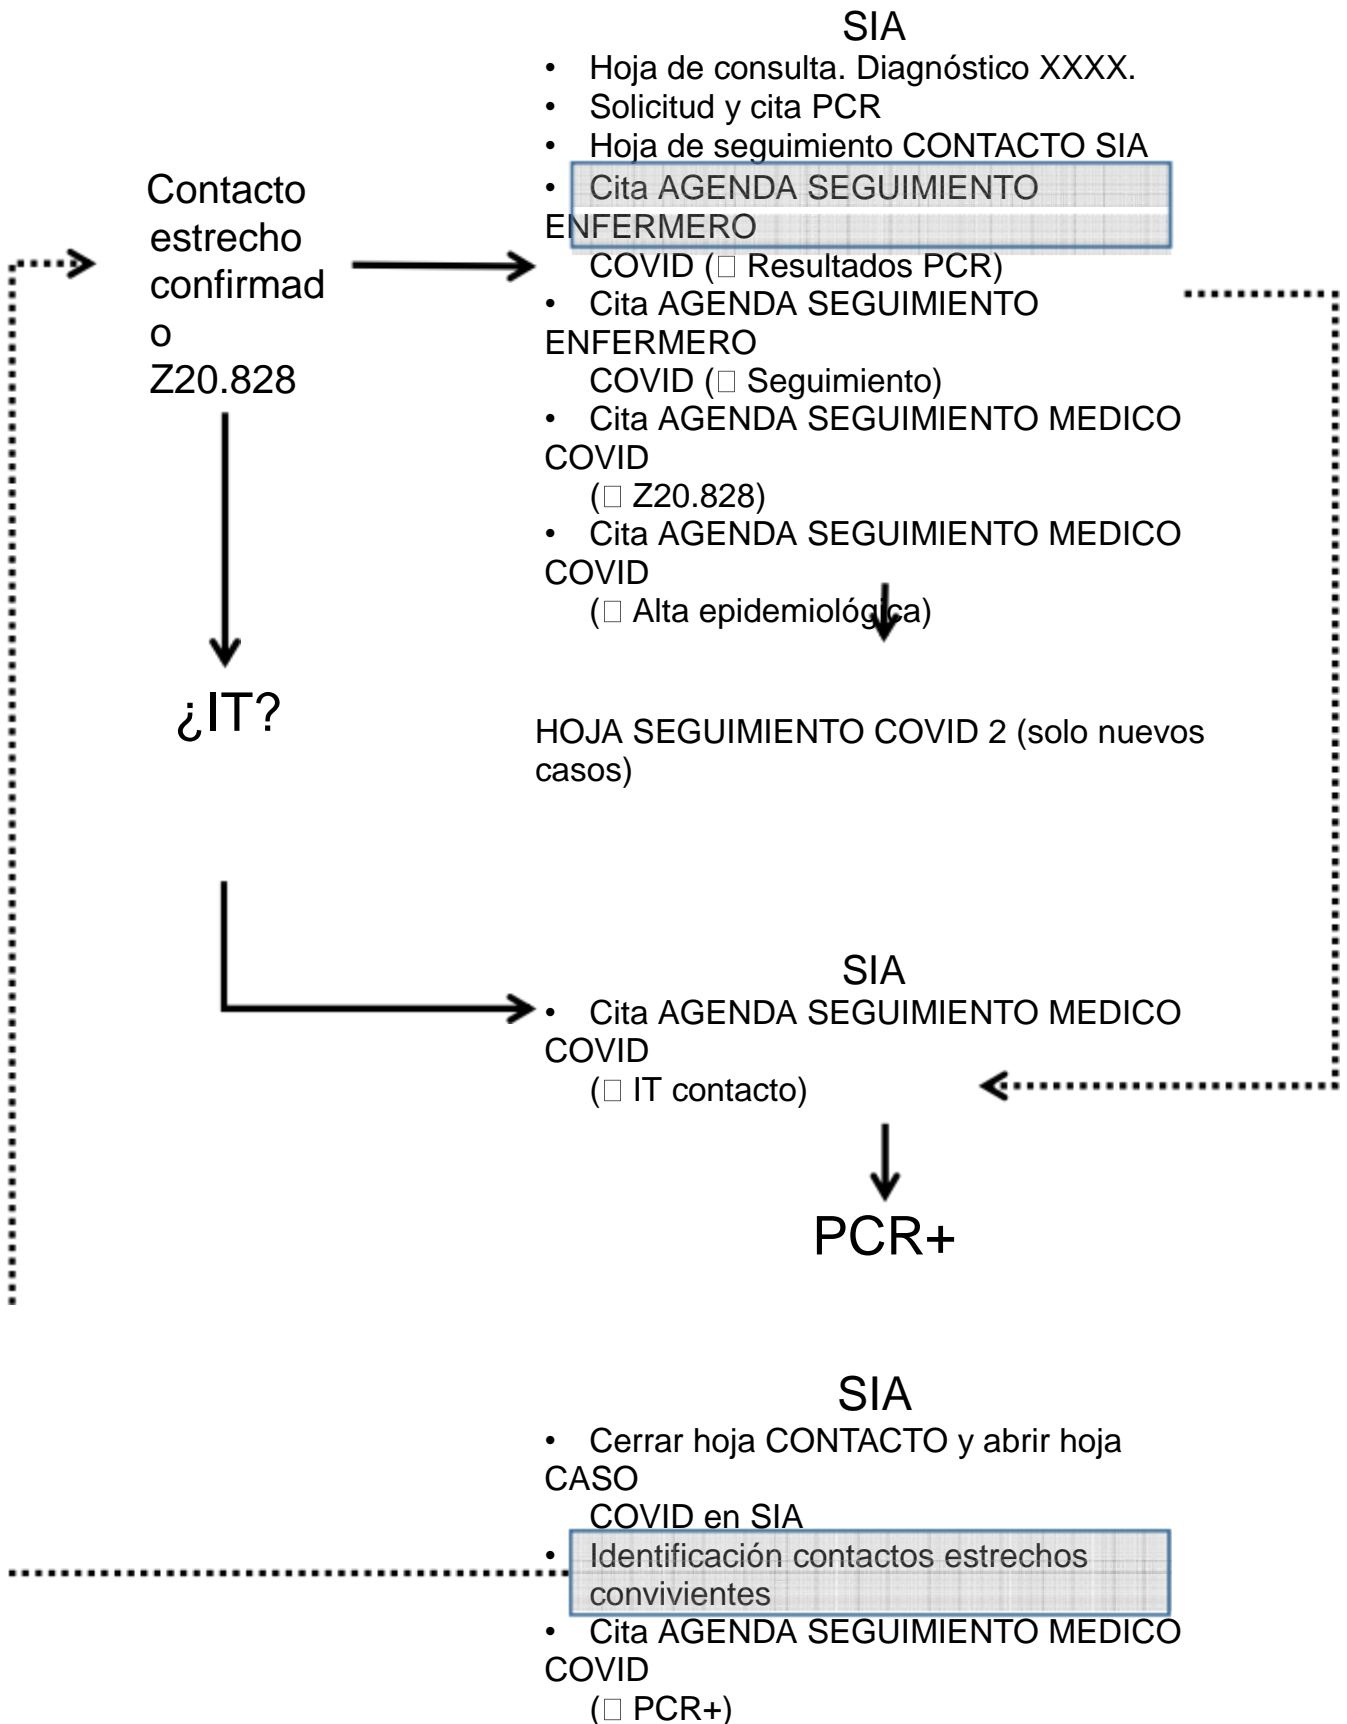 SIA
• Hoja de consulta. Diagnóstico XXXX.
• Solicitud y cita PCR
• Hoja de seguimiento CONTACTO SIA
• Cita AGENDA SEGUIMIENTO
ENFERMERO
COVID (□ Resultados PCR)
• Cita AGENDA SEGUIMIENTO
ENFERMERO
COVID (□ Seguimiento)
• Cita AGENDA SEGUIMIENTO MEDICO
COVID
(□ Z20.828)
• Cita AGENDA SEGUIMIENTO MEDICO
COVID
(□ Alta epidemiológica)
Contacto
estrecho
confirmad
o
Z20.828
¿IT?
HOJA SEGUIMIENTO COVID 2 (solo nuevos
casos)
SIA
• Cita AGENDA SEGUIMIENTO MEDICO
COVID
(□ IT contacto)
PCR+
SIA
• Cerrar hoja CONTACTO y abrir hoja
CASO
COVID en SIA
• Identificación contactos estrechos
convivientes
• Cita AGENDA SEGUIMIENTO MEDICO
COVID
(□ PCR+)